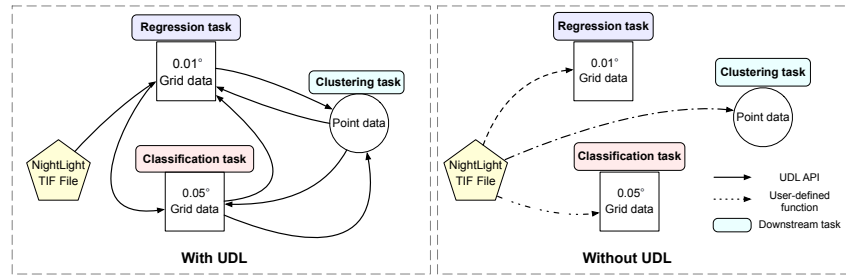 Regression task
0.01°
Grid data
Clustering task
Point data
NightLight
TIF File
Classification task
0.05°
Grid data
With UDL
Regression task
0.01°
Grid data
Clustering task
Point data
NightLight
TIF File
Classification task
0.05°
Grid data
UDL API
User-defined
function
Downstream task
Without UDL